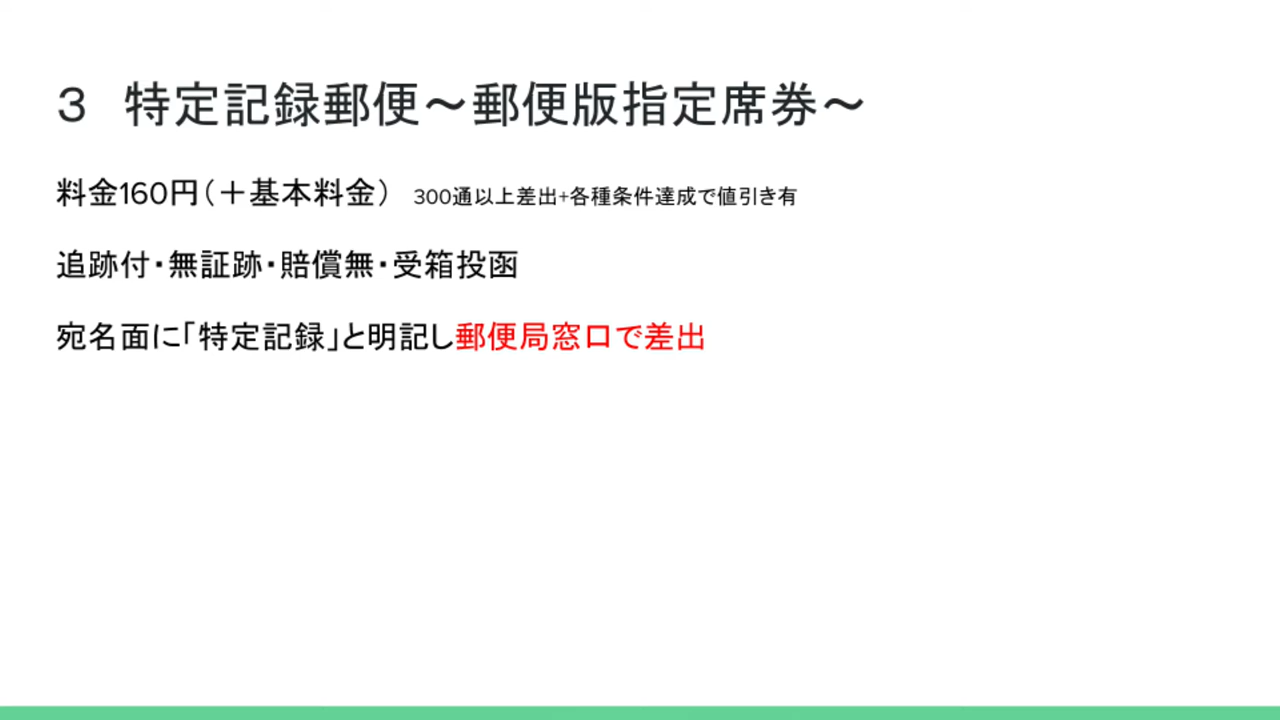 ３　特定記録郵便～郵便版指定席券～
料金160円（＋基本料金）　300通以上差出+各種条件達成で値引き有
追跡付・無証跡・賠償無・受箱投函
宛名面に「特定記録」と明記し郵便局窓口で差出